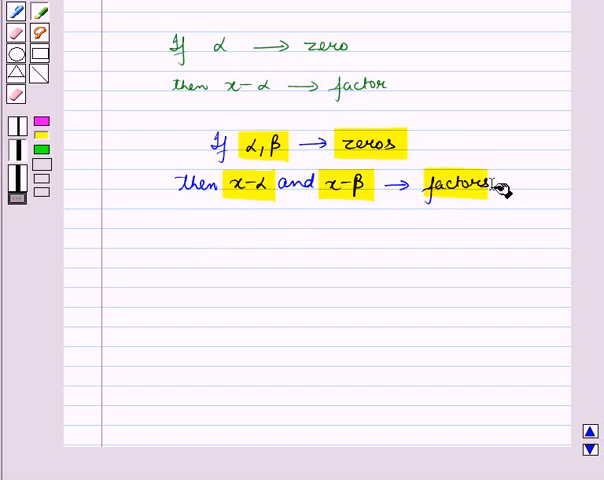 If α → zero
then x-α → factor
If α, β → zeros
then x-α and x-β → factors